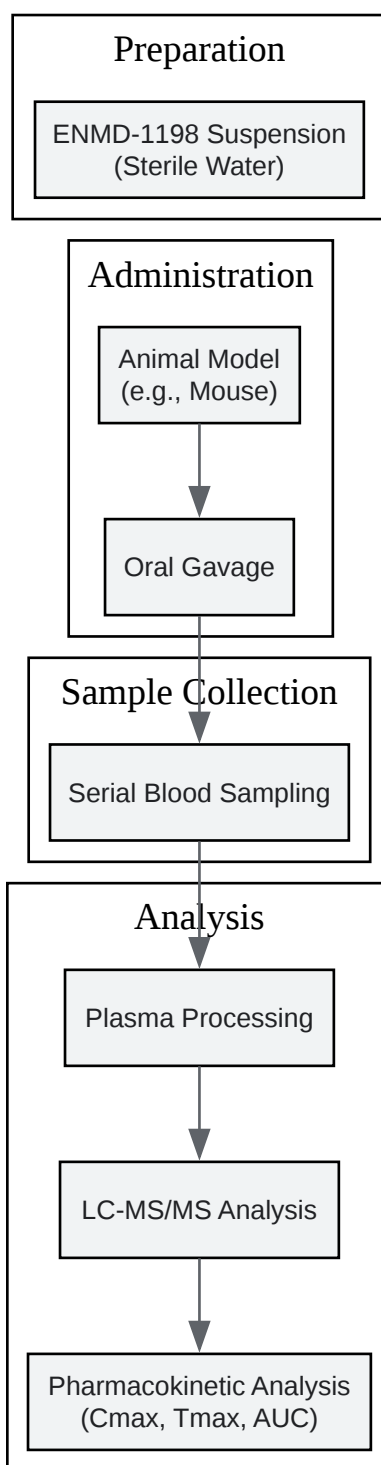 Preparation
ENMD-1198 Suspension
(Sterile Water)
Administration
Animal Model
(e.g., Mouse)
Oral Gavage
Sample Collection
Serial Blood Sampling
Analysis
Plasma Processing
LC-MS/MS Analysis
Pharmacokinetic Analysis
(Cmax, Tmax, AUC)